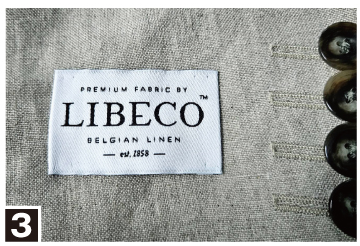 PREMIUM FABRIC BY
LIBECO™
BELGIAN LINEN
— est. 1858 —
3